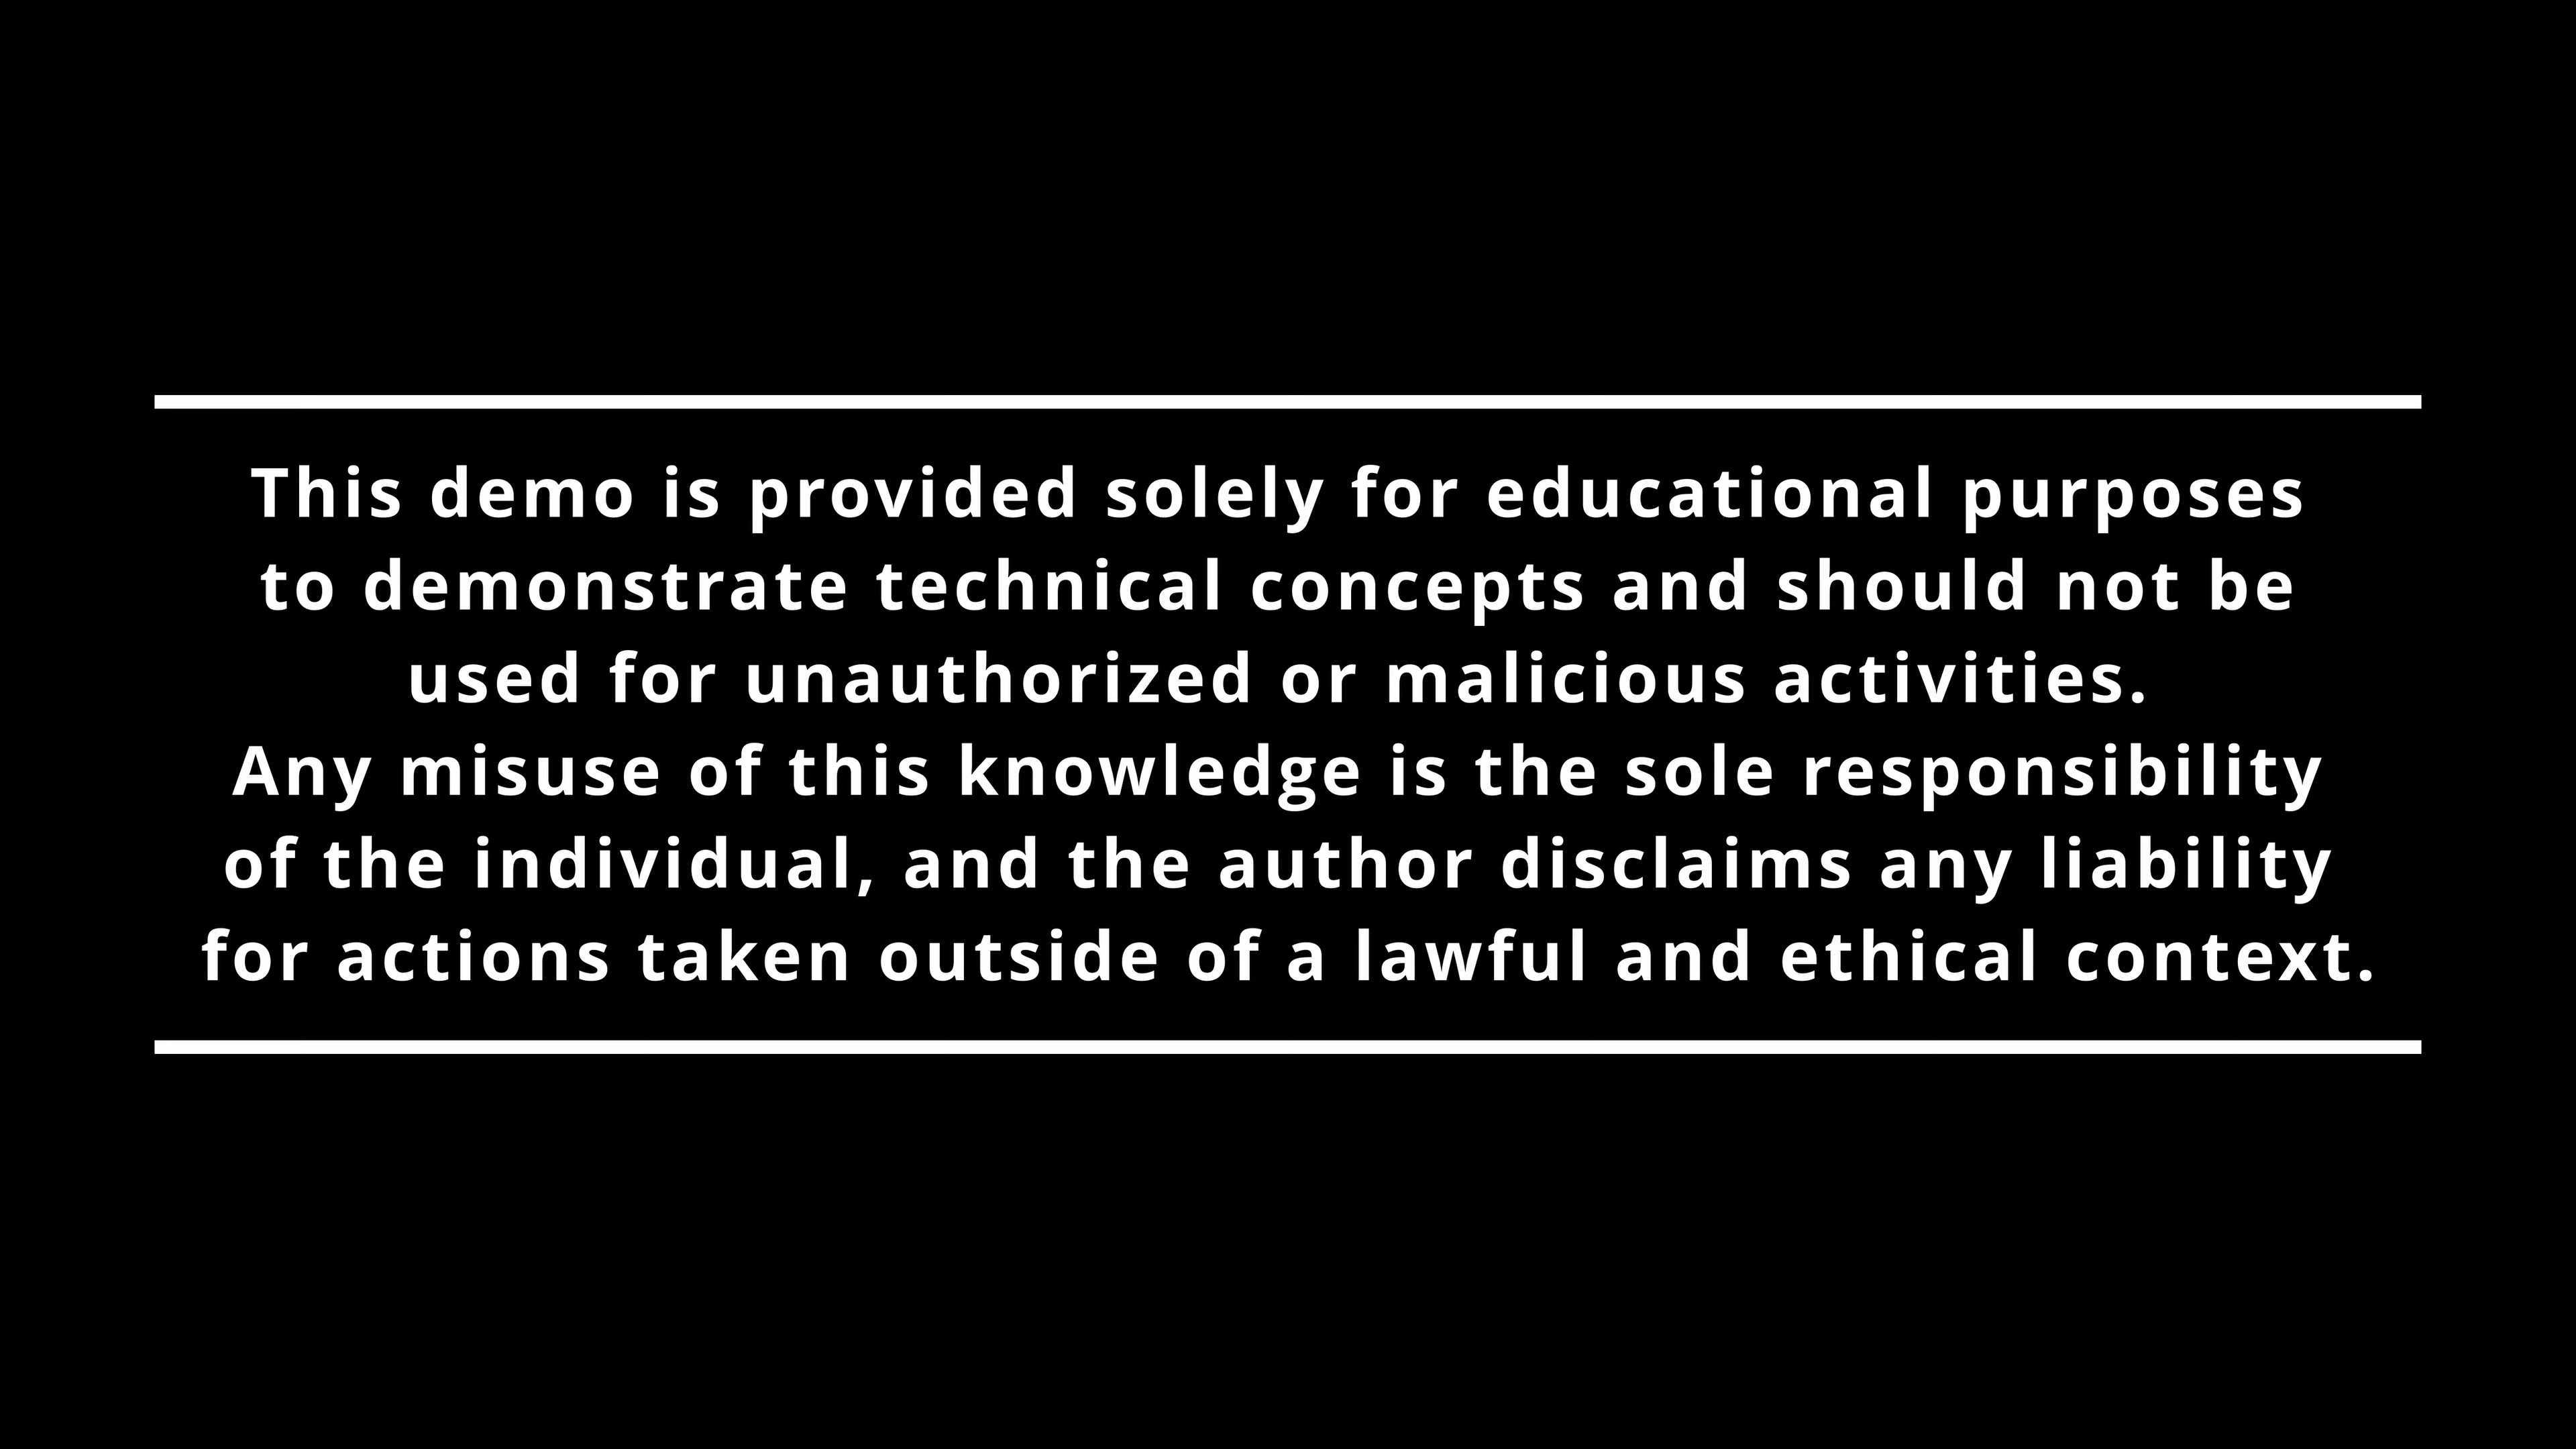 This demo is provided solely for educational purposes
to demonstrate technical concepts and should not be
used for unauthorized or malicious activities.
Any misuse of this knowledge is the sole responsibility
of the individual, and the author disclaims any liability
for actions taken outside of a lawful and ethical context.